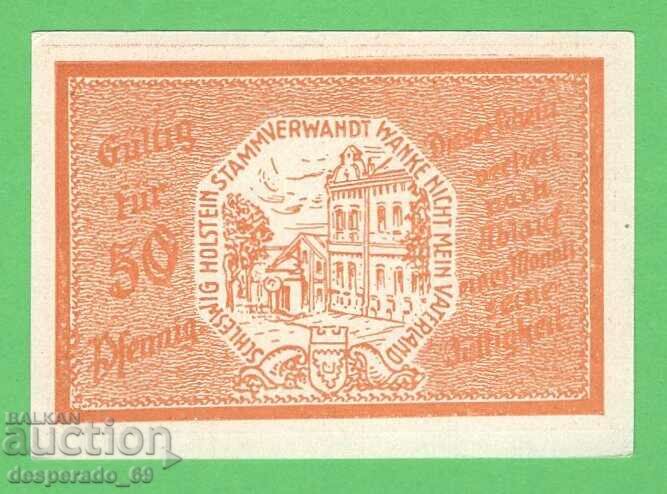 Gültig
für
50
Pfennig.
SCHLESWIG HOLSTEIN STAMMVERWANDT WANKE NICHT MEIN VATERLAND
Dieser Schein
verliert
nach
Ablauf
eines Monats
seine
Gültigkeit.
BALKAN
auction
desperado_69